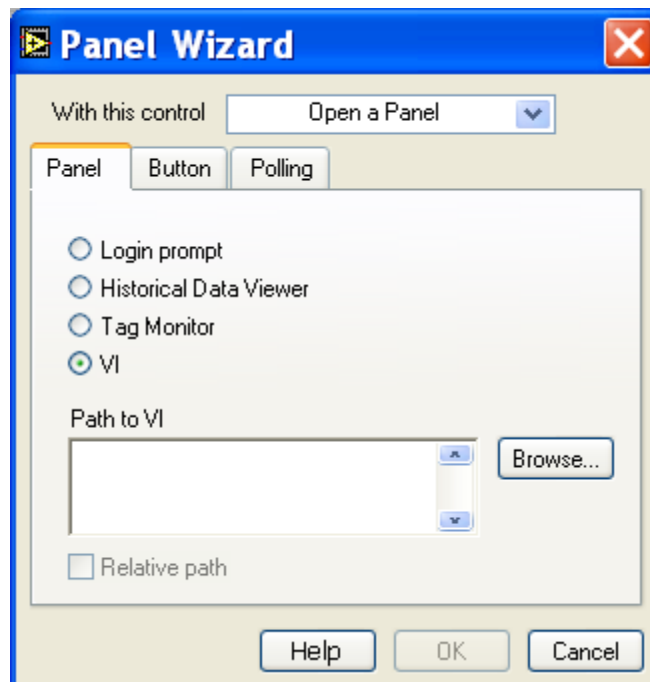 Panel Wizard
With this control Open a Panel
Panel Button Polling
Login prompt
Historical Data Viewer
Tag Monitor
VI
Path to VI
Browse...
Relative path
Help OK Cancel